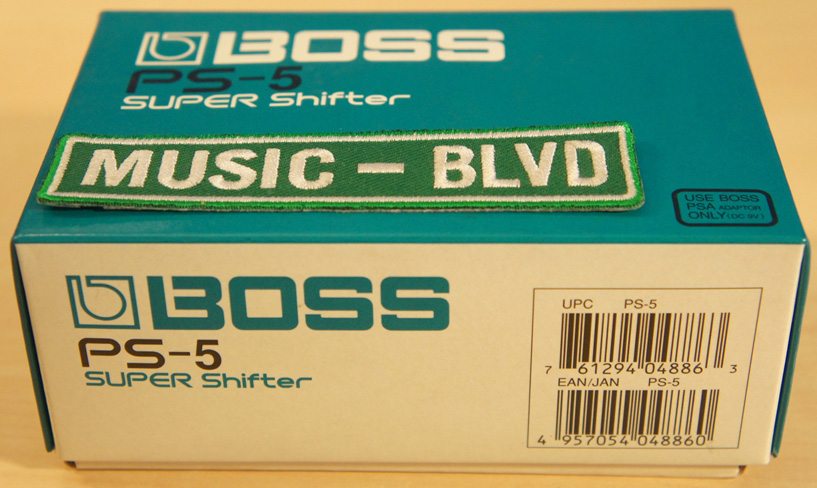 BOSS
PS-5
SUPER Shifter
MUSIC - BLVD
USE BOSS
PSA ADAPTOR
ONLY (DC 9V)
BOSS
PS-5
SUPER Shifter
UPC PS-5
7 61294 04886 3
EAN/JAN PS-5
4 957054 048860